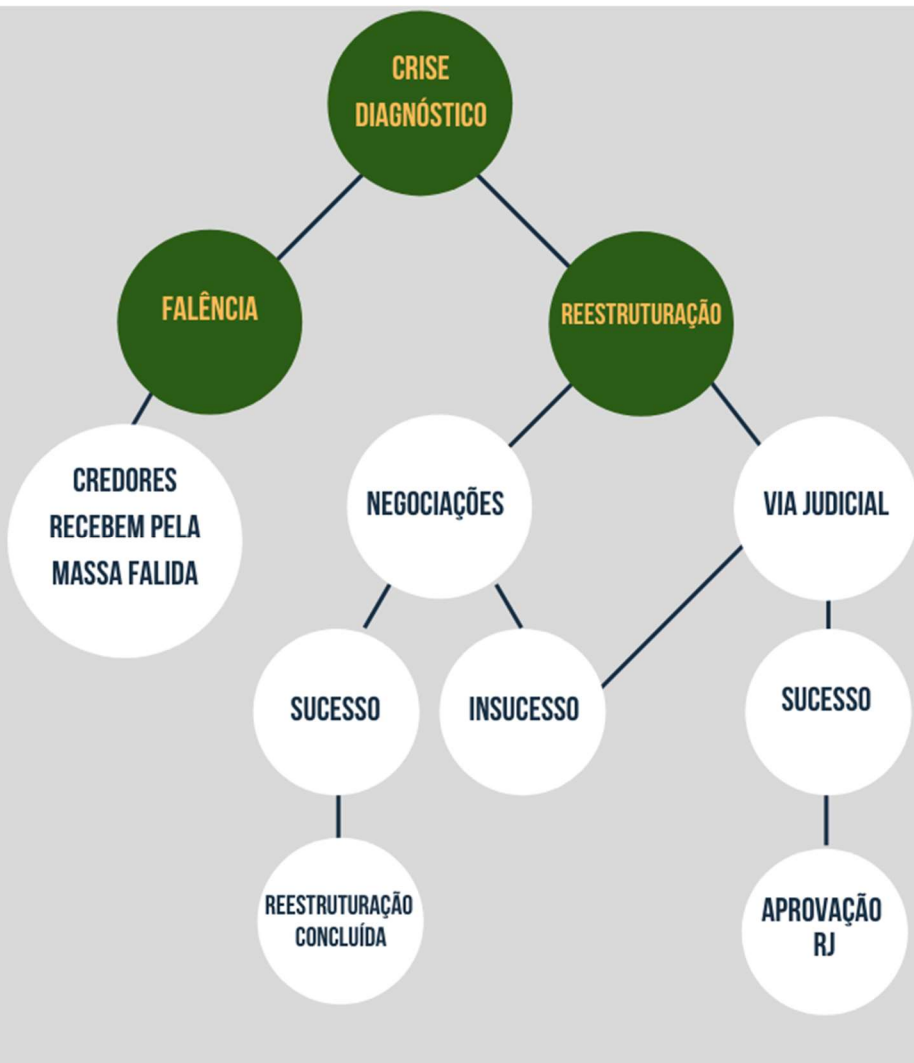 CRISE
DIAGNÓSTICO
FALÊNCIA
REESTRUTURAÇÃO
CREDORES
RECEBEM PELA
MASSA FALIDA
NEGOCIAÇÕES
VIA JUDICIAL
SUCESSO
INSUCESSO
SUCESSO
REESTRUTURAÇÃO
CONCLUÍDA
APROVAÇÃO
RJ